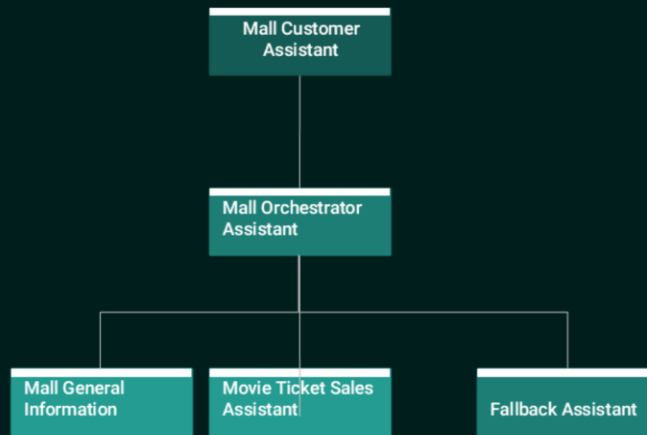 Mall Customer
Assistant
Mall Orchestrator
Assistant
Mall General
Information
Movie Ticket Sales
Assistant
Fallback Assistant